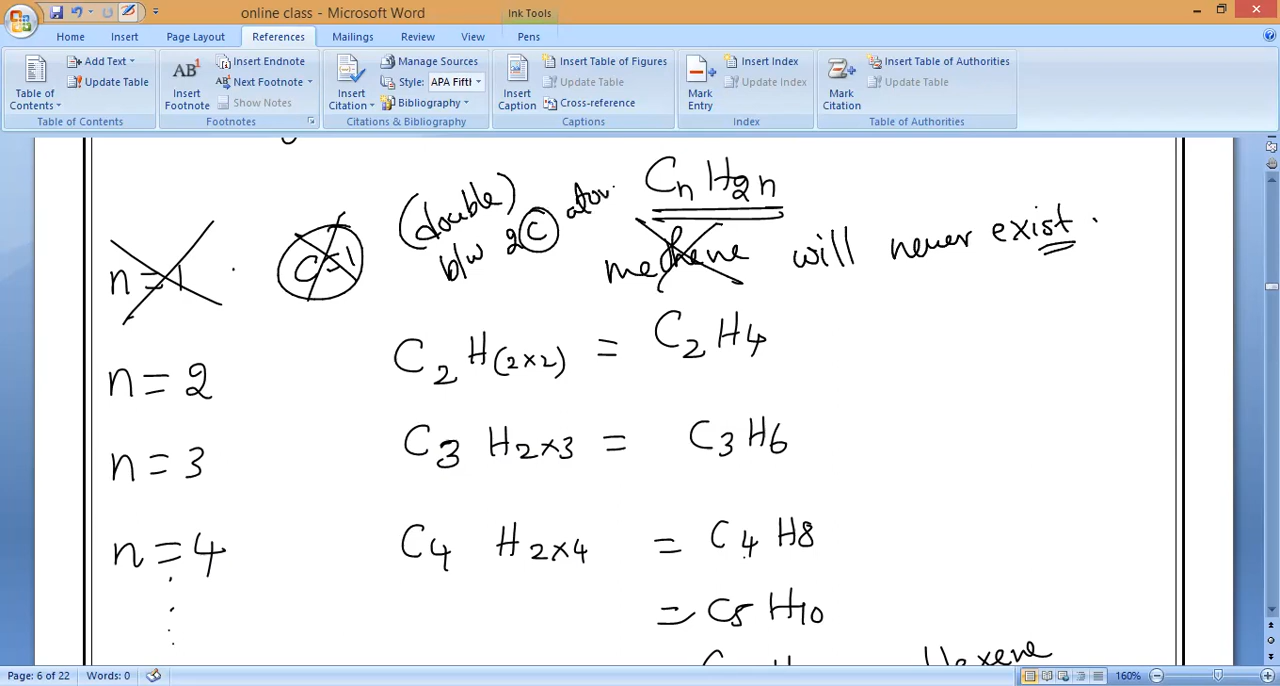 online class - Microsoft Word
Ink Tools
Home Insert Page Layout References Mailings Review View Pens
Table of Contents
Add Text
Update Table
Table of Contents
Insert Footnote
Insert Endnote
Next Footnote
Show Notes
Footnotes
Insert Citation
Manage Sources
Style: APA Fifth
Bibliography
Citations & Bibliography
Insert Caption
Insert Table of Figures
Update Table
Cross-reference
Captions
Mark Entry
Insert Index
Update Index
Index
Mark Citation
Insert Table of Authorities
Update Table
Table of Authorities
CnH2n
(double)
b/w 2 C atom.
n = 1 C = 1 methene will never exist.
n = 2 C2H(2×2) = C2H4
n = 3 C3 H2×3 = C3H6
n = 4 C4 H2×4 = C4H8
= C5H10
Hexene
Page: 6 of 22 Words: 0 160%